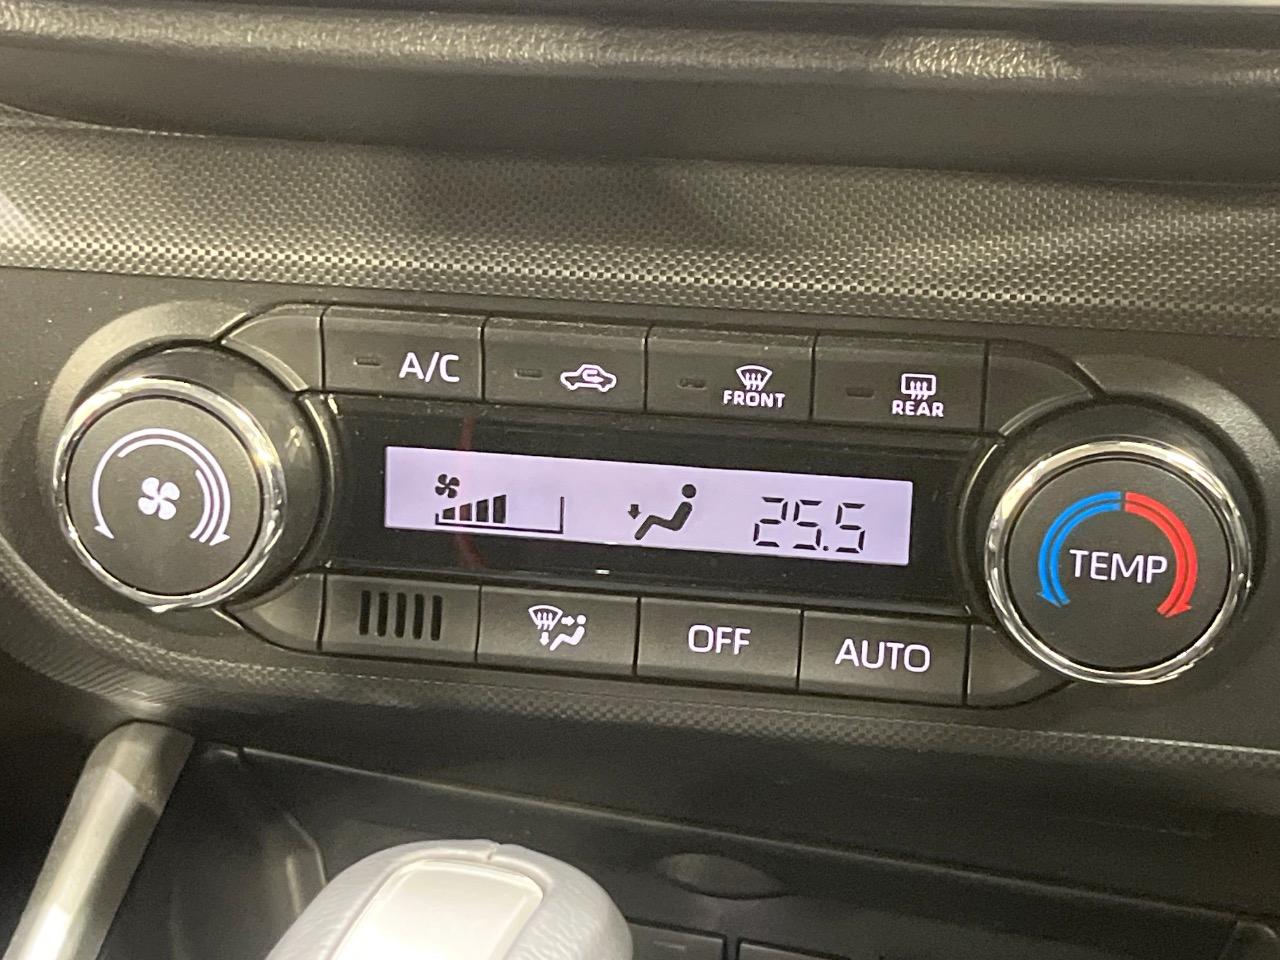 A/C
FRONT
REAR
25.5
TEMP
OFF
AUTO